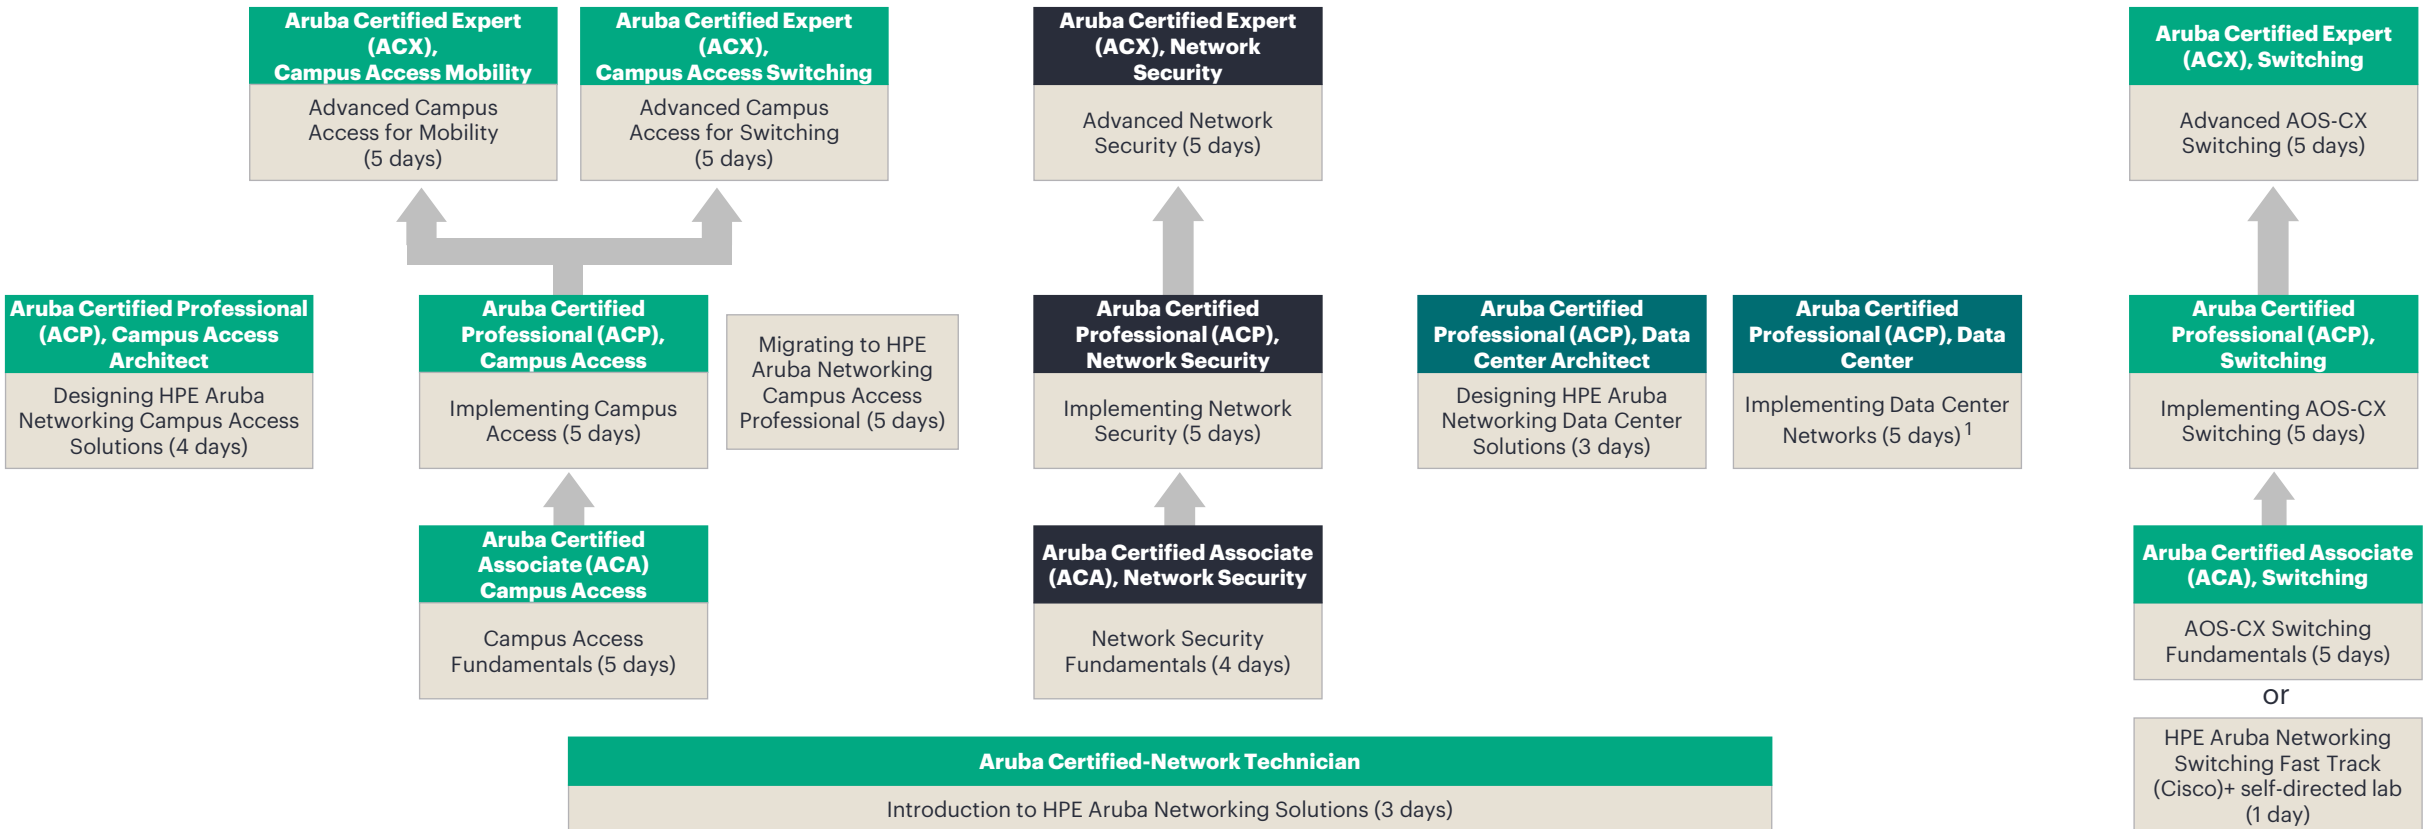 Aruba Certified Expert
(ACX),
Campus Access Mobility
Advanced Campus
Access for Mobility
(5 days)
Aruba Certified Expert
(ACX),
Campus Access Switching
Advanced Campus
Access for Switching
(5 days)
Aruba Certified Expert
(ACX), Network
Security
Advanced Network
Security (5 days)
Aruba Certified Expert
(ACX), Switching
Advanced AOS-CX
Switching (5 days)
Aruba Certified Professional
(ACP), Campus Access
Architect
Designing HPE Aruba
Networking Campus Access
Solutions (4 days)
Aruba Certified
Professional (ACP),
Campus Access
Implementing Campus
Access (5 days)
Migrating to HPE
Aruba Networking
Campus Access
Professional (5 days)
Aruba Certified
Professional (ACP),
Network Security
Implementing Network
Security (5 days)
Aruba Certified
Professional (ACP), Data
Center Architect
Designing HPE Aruba
Networking Data Center
Solutions (3 days)
Aruba Certified
Professional (ACP), Data
Center
Implementing Data Center
Networks (5 days) 1
Aruba Certified
Professional (ACP),
Switching
Implementing AOS-CX
Switching (5 days)
Aruba Certified
Associate (ACA)
Campus Access
Campus Access
Fundamentals (5 days)
Aruba Certified Associate
(ACA), Network Security
Network Security
Fundamentals (4 days)
Aruba Certified Associate
(ACA), Switching
AOS-CX Switching
Fundamentals (5 days)
or
HPE Aruba Networking
Switching Fast Track
(Cisco)+ self-directed lab
(1 day)
Aruba Certified-Network Technician
Introduction to HPE Aruba Networking Solutions (3 days)